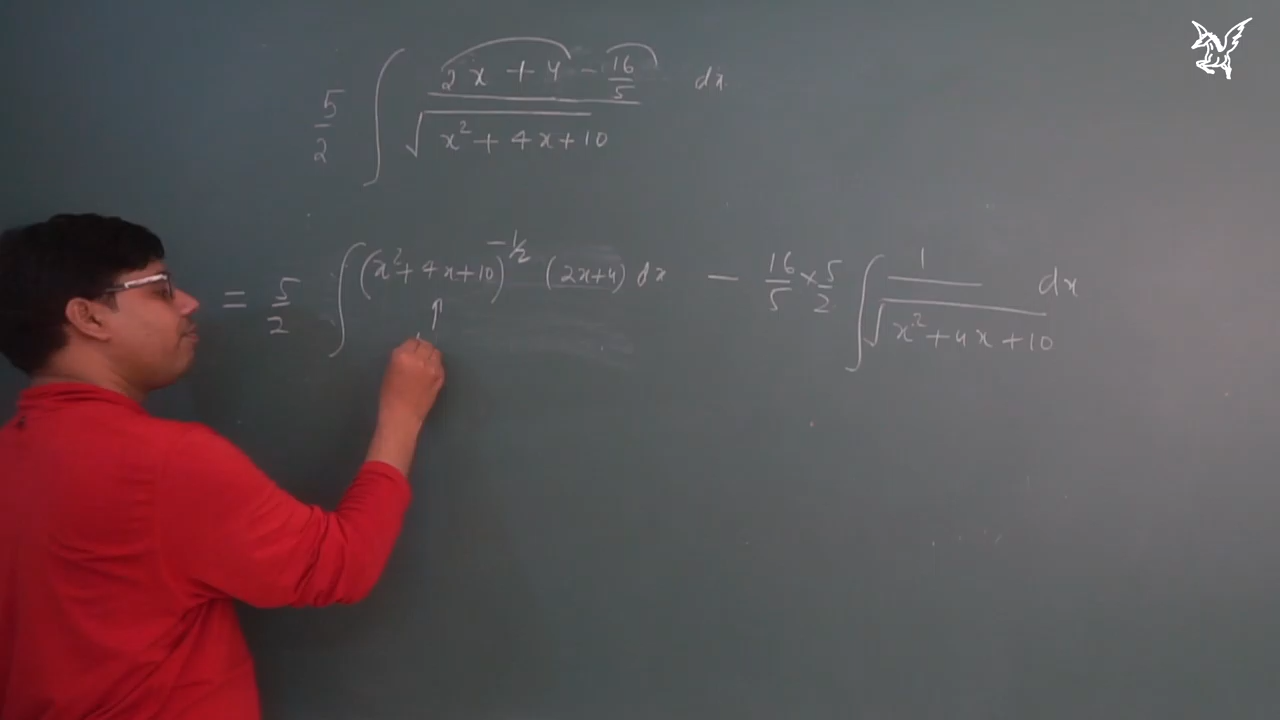 5/2 ∫ (2x + 4 - 16/5) / √(x² + 4x + 10) dx
= 5/2 ∫ (x² + 4x + 10)^(-1/2) (2x+4) dx - 16/5 × 5/2 ∫ 1 / √(x² + 4x + 10) dx